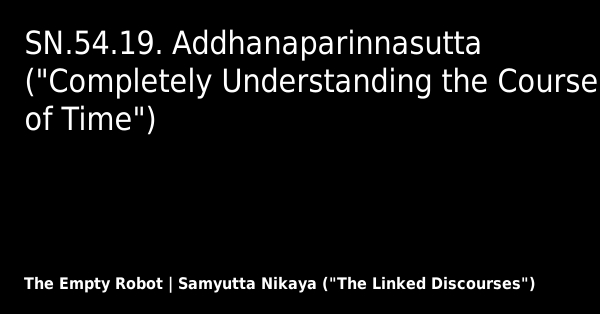 SN.54.19. Addhanaparinnasutta
("Completely Understanding the Course
of Time")
The Empty Robot | Samyutta Nikaya ("The Linked Discourses")